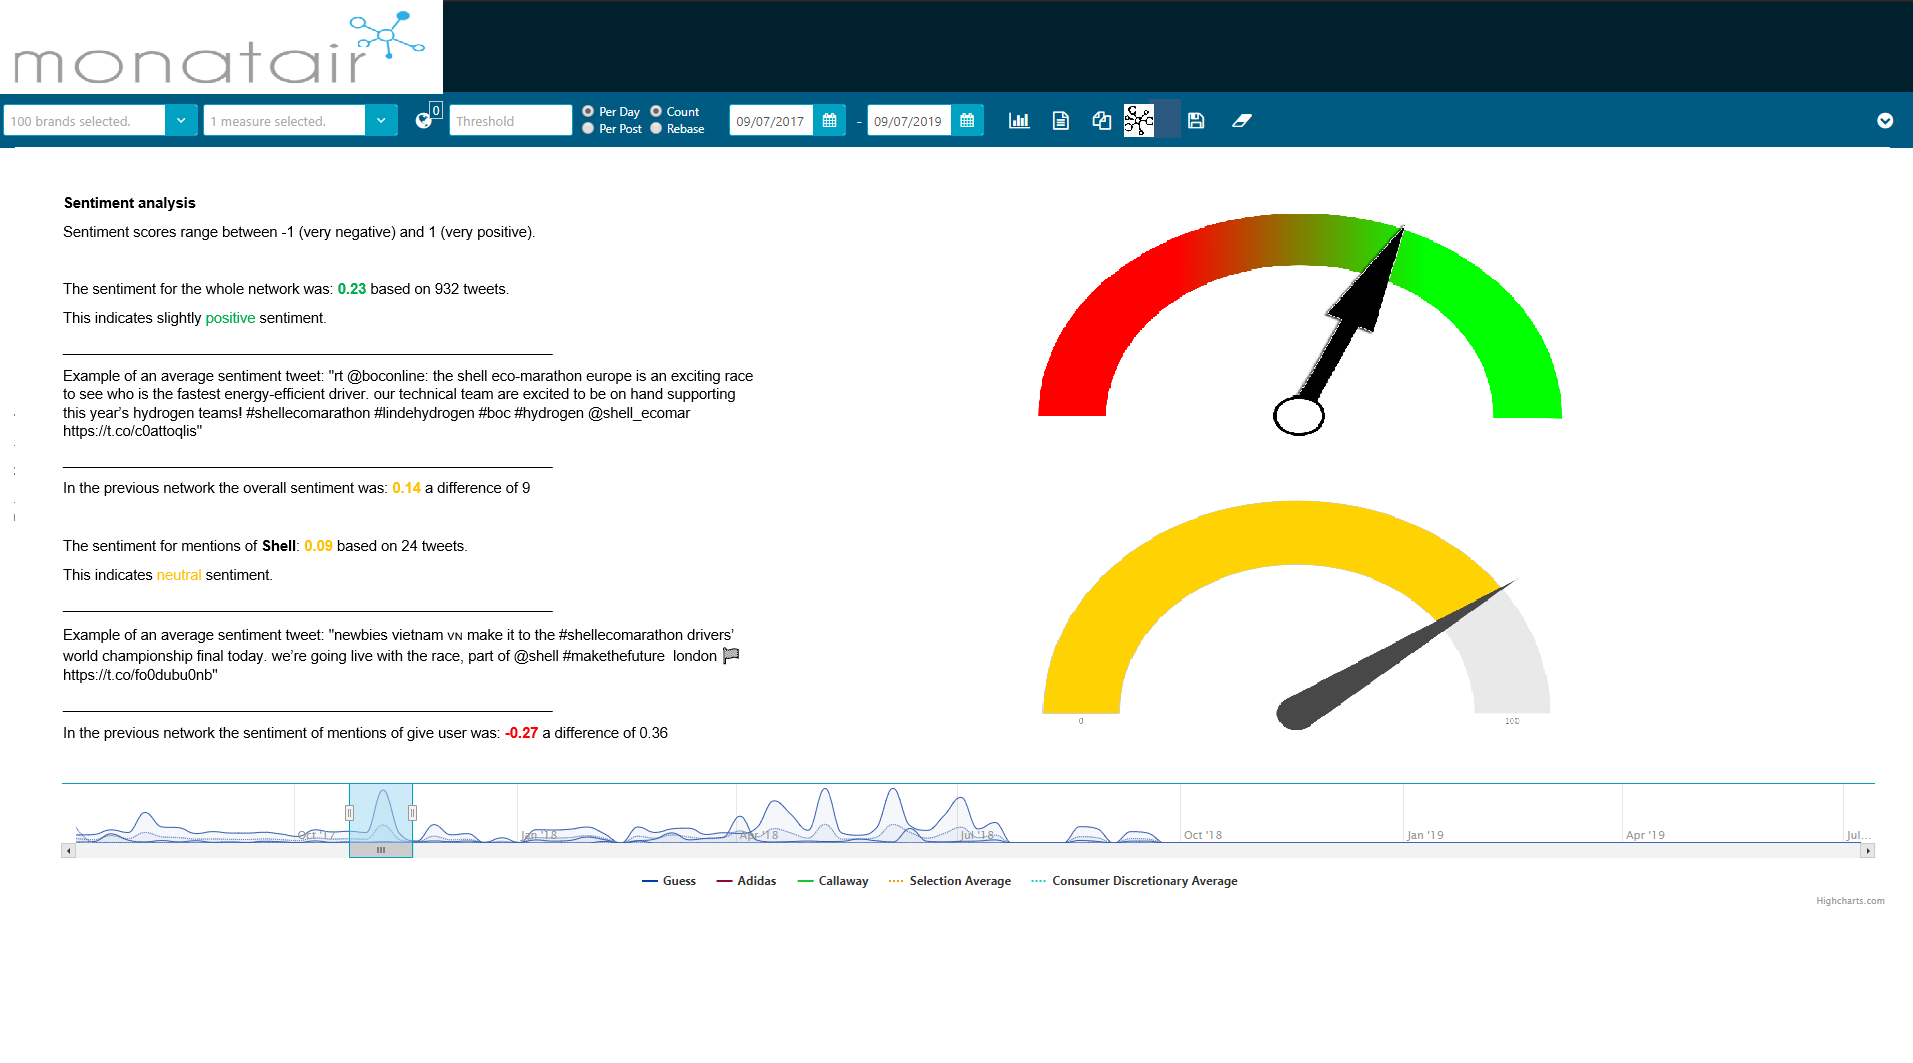 monatair
100 brands selected.
1 measure selected.
0
Threshold
Per Day
Count
Per Post
Rebase
09/07/2017
-
09/07/2019
Sentiment analysis
Sentiment scores range between -1 (very negative) and 1 (very positive).
The sentiment for the whole network was: 0.23 based on 932 tweets.
This indicates slightly positive sentiment.
Example of an average sentiment tweet: "rt @boconline: the shell eco-marathon europe is an exciting race
to see who is the fastest energy-efficient driver. our technical team are excited to be on hand supporting
this year’s hydrogen teams! #shellecomarathon #lindehydrogen #boc #hydrogen @shell_ecomar
https://t.co/c0attoqlis"
In the previous network the overall sentiment was: 0.14 a difference of 9
The sentiment for mentions of Shell: 0.09 based on 24 tweets.
This indicates neutral sentiment.
Example of an average sentiment tweet: "newbies vietnam VN make it to the #shellecomarathon drivers’
world championship final today. we’re going live with the race, part of @shell #makethefuture london
https://t.co/fo0dubu0nb"
In the previous network the sentiment of mentions of give user was: -0.27 a difference of 0.36
0
100
Oct '17
Jan '18
Apr '18
Jul '18
Oct '18
Jan '19
Apr '19
Jul...
Guess
Adidas
Callaway
Selection Average
Consumer Discretionary Average
Highcharts.com